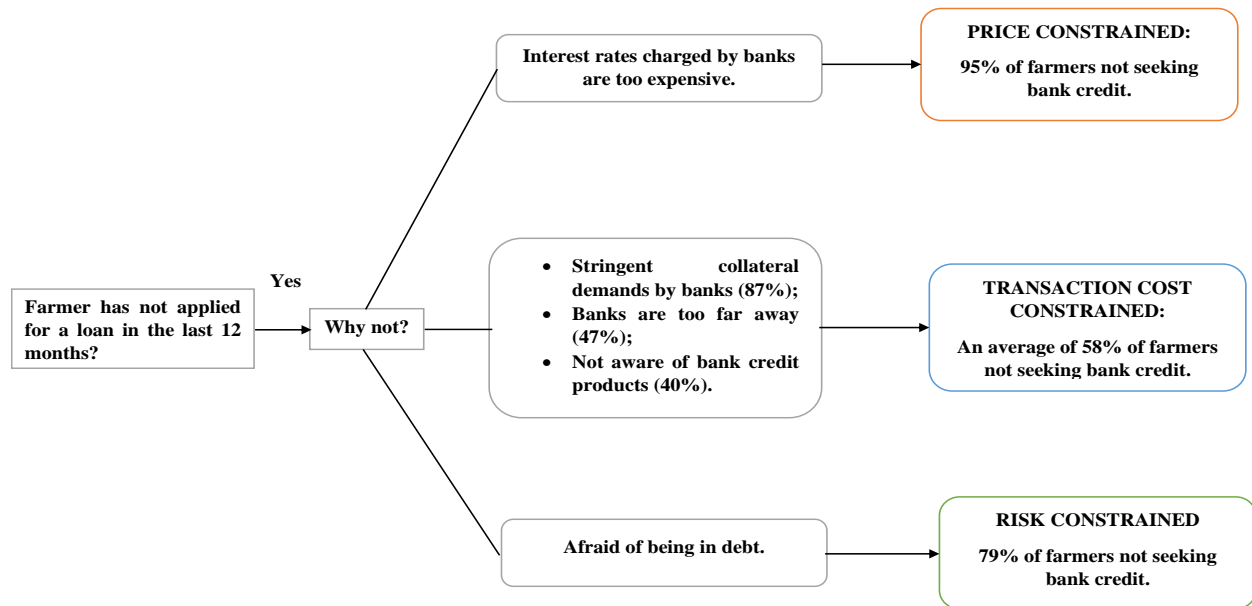 Interest rates charged by banks
are too expensive.
PRICE CONSTRAINED:
95% of farmers not seeking
bank credit.
Yes
Farmer has not applied
for a loan in the last 12
months?
Why not?
• Stringent collateral
demands by banks (87%);
• Banks are too far away
(47%);
• Not aware of bank credit
products (40%).
TRANSACTION COST
CONSTRAINED:
An average of 58% of farmers
not seeking bank credit.
Afraid of being in debt.
RISK CONSTRAINED
79% of farmers not seeking
bank credit.